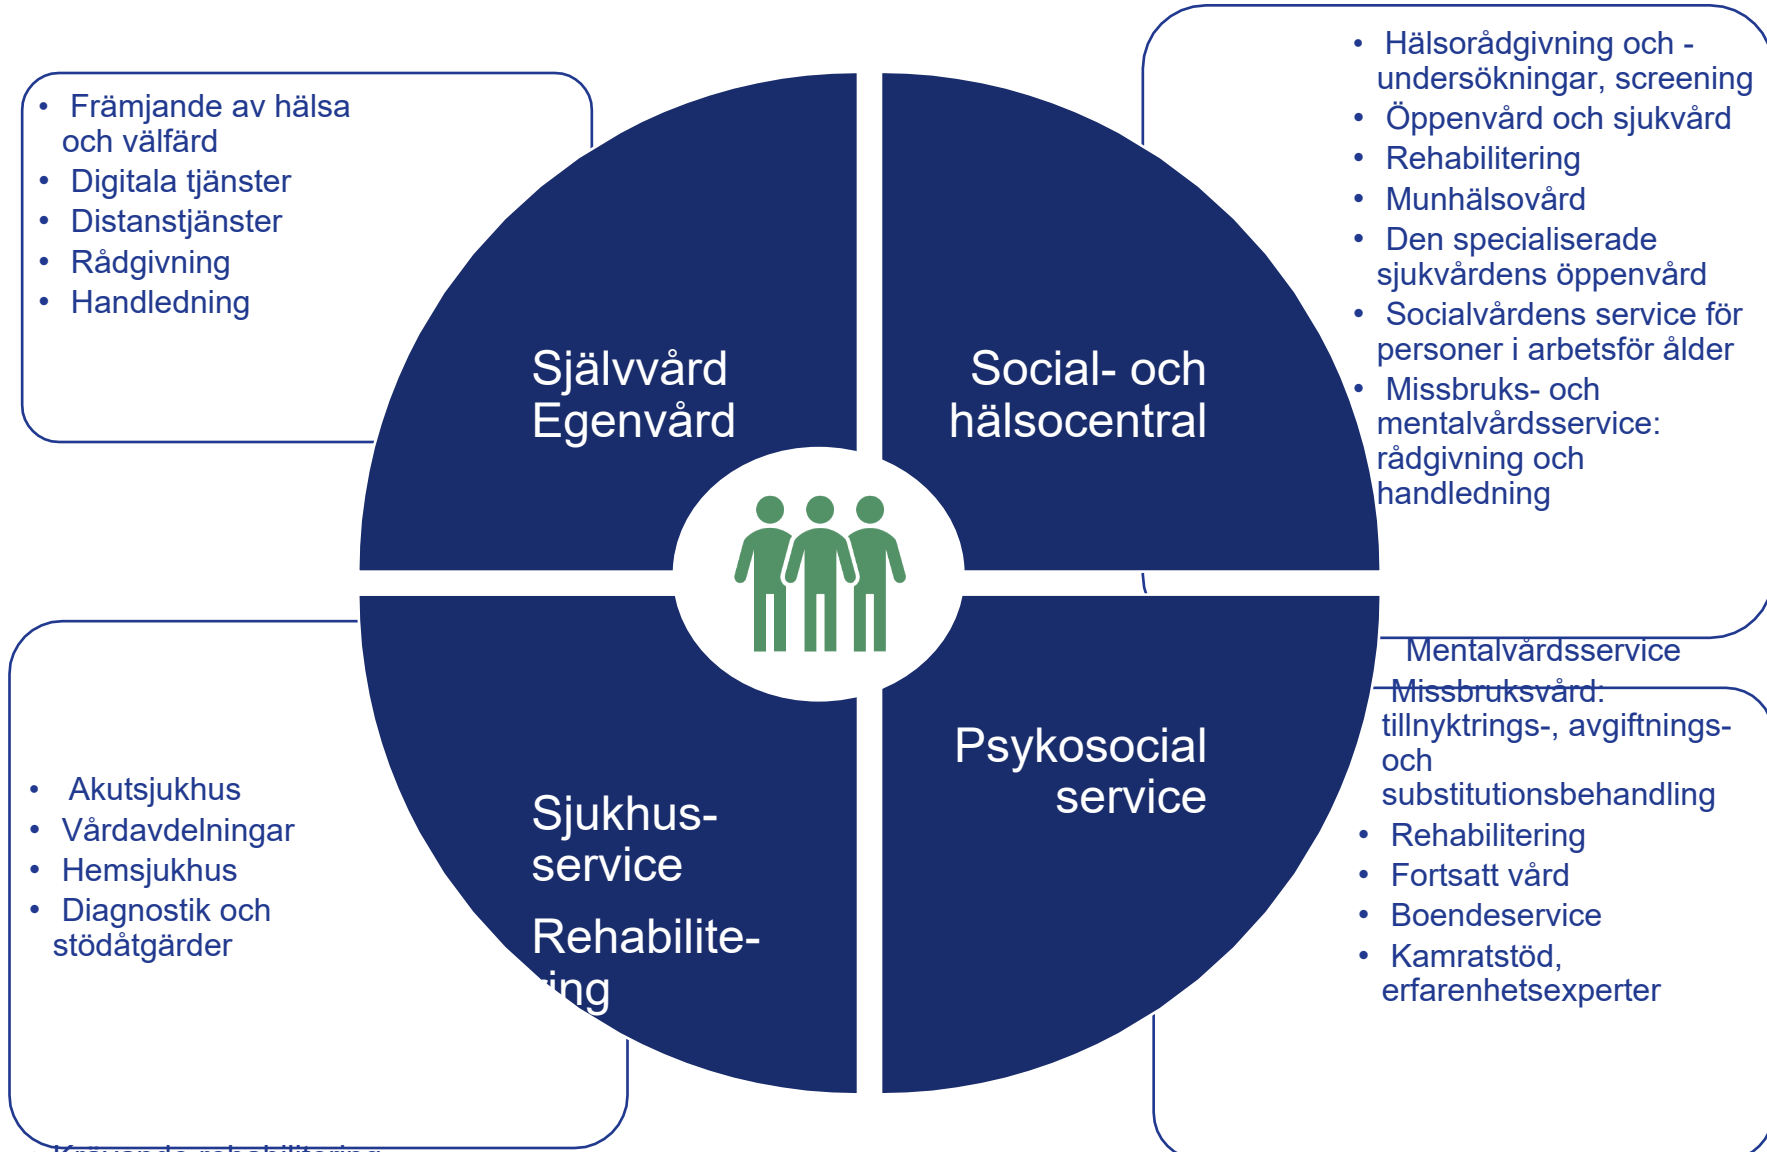 • Främjande av hälsa
och välfärd
• Digitala tjänster
• Distanstjänster
• Rådgivning
• Handledning
Självvård
Egenvård
Social- och
hälsocentral
• Hälsorådgivning och -
undersökningar, screening
• Öppenvård och sjukvård
• Rehabilitering
• Munhälsovård
• Den specialiserade
sjukvårdens öppenvård
• Socialvårdens service för
personer i arbetsför ålder
• Missbruks- och
mentalvårdsservice:
rådgivning och
handledning
• Akutsjukhus
• Vårdavdelningar
• Hemsjukhus
• Diagnostik och
stödåtgärder
• Krävande rehabilitering
Sjukhus-
service
Rehabilite-
ring
Psykosocial
service
Mentalvårdsservice
Missbruksvård:
tillnyktrings-, avgiftnings-
och
substitutionsbehandling
• Rehabilitering
• Fortsatt vård
• Boendeservice
• Kamratstöd,
erfarenhetsexperter